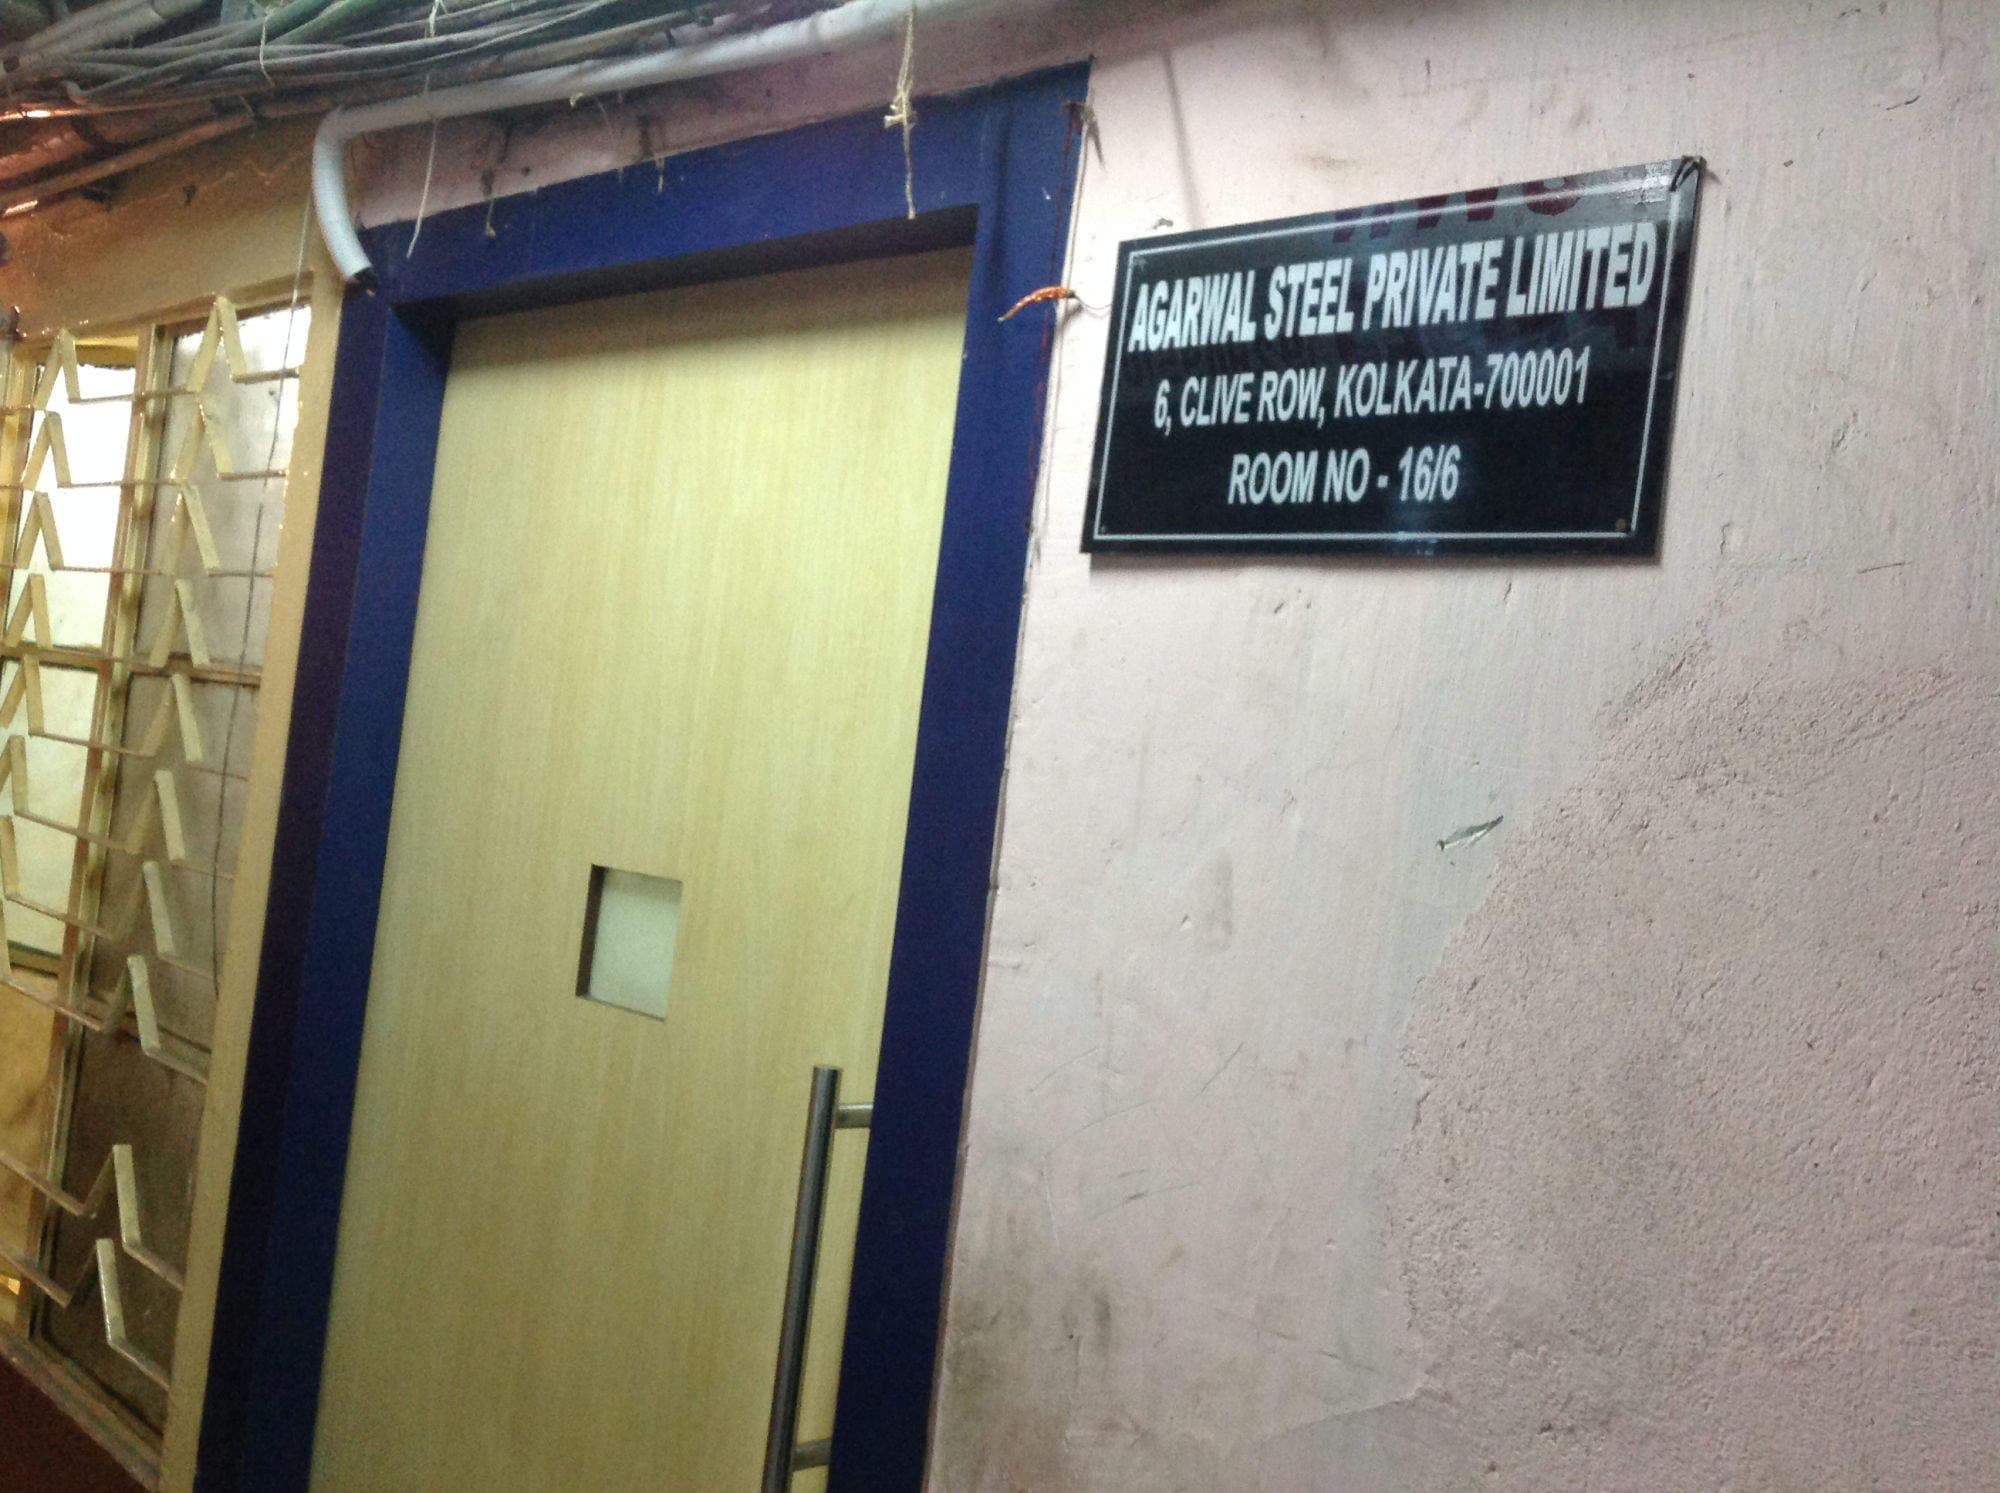 AGARWAL STEEL PRIVATE LIMITED
6, CLIVE ROW, KOLKATA-700001
ROOM NO - 16/6